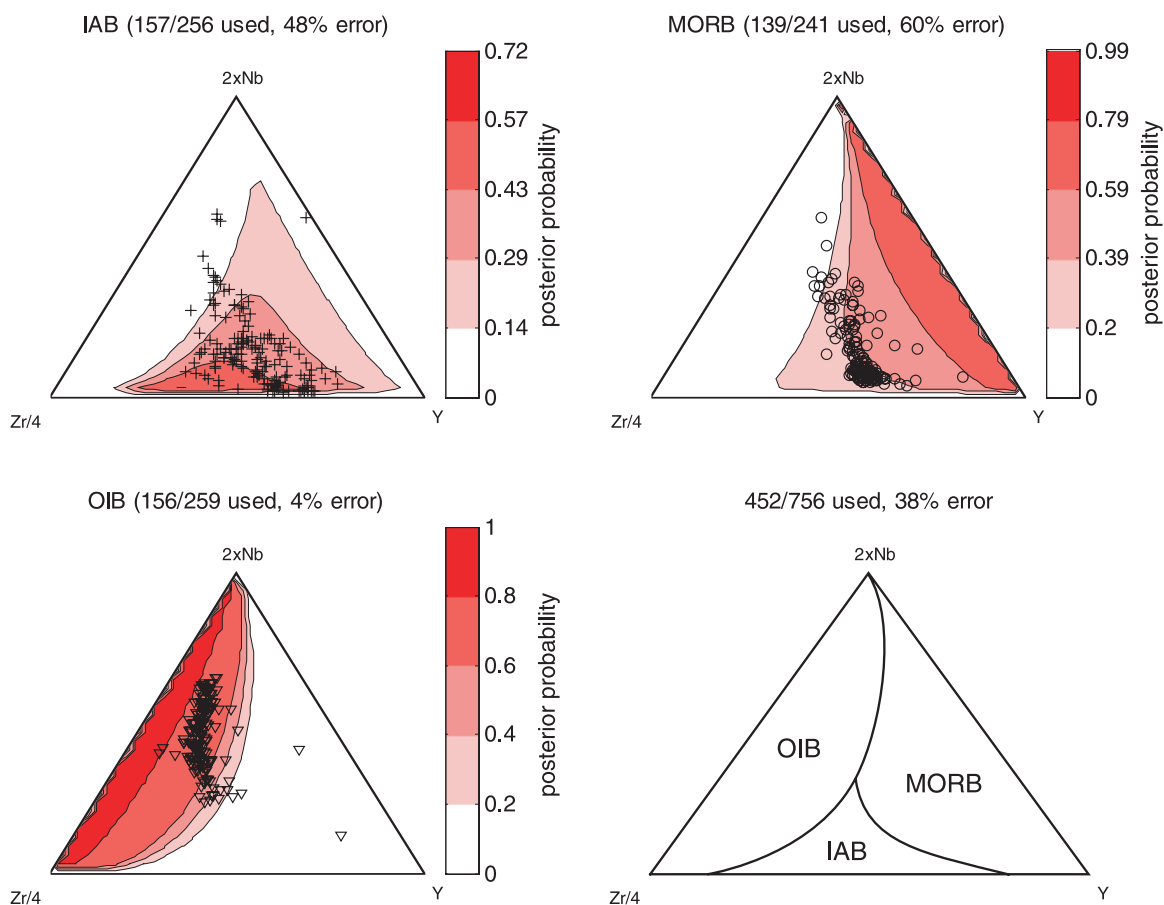 IAB (157/256 used, 48% error)
2xNb
Zr/4
Y
0.72
0.57
0.43
0.29
0.14
0
posterior probability
MORB (139/241 used, 60% error)
2xNb
Zr/4
Y
0.99
0.79
0.59
0.39
0.2
0
posterior probability
OIB (156/259 used, 4% error)
2xNb
Zr/4
Y
1
0.8
0.6
0.4
0.2
0
posterior probability
452/756 used, 38% error
2xNb
OIB
MORB
IAB
Zr/4
Y